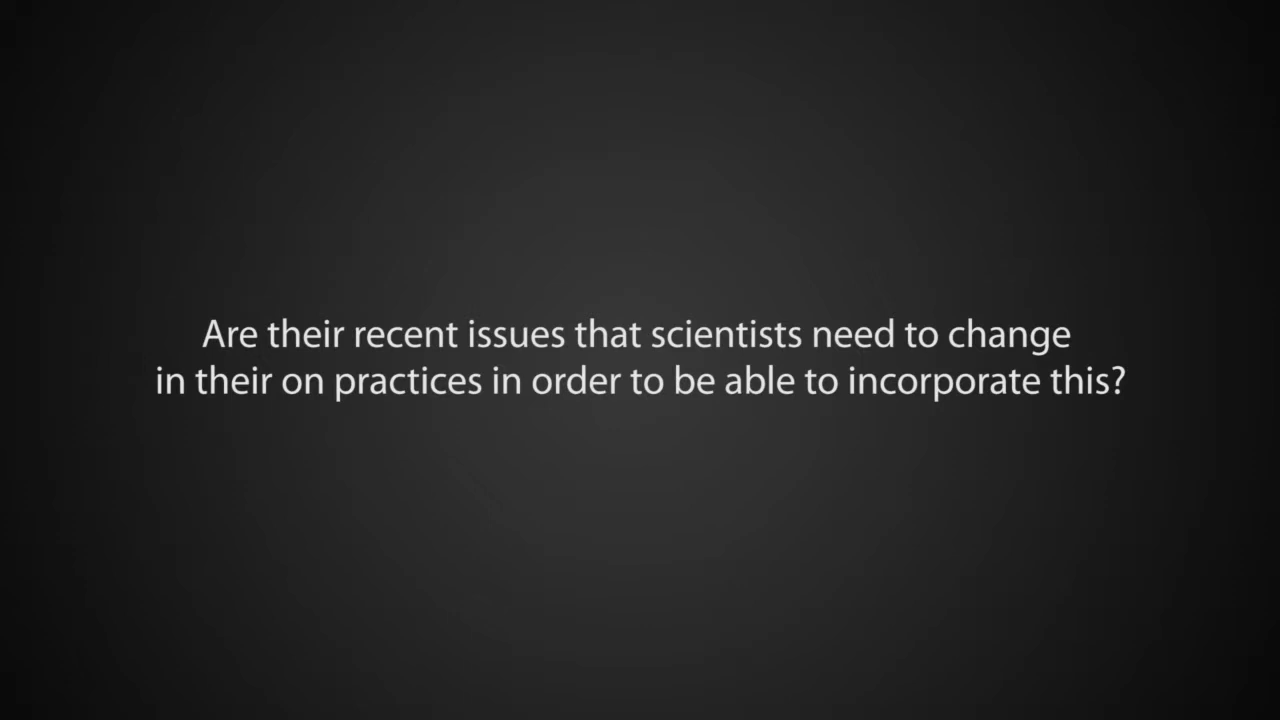 Are their recent issues that scientists need to change
in their on practices in order to be able to incorporate this?